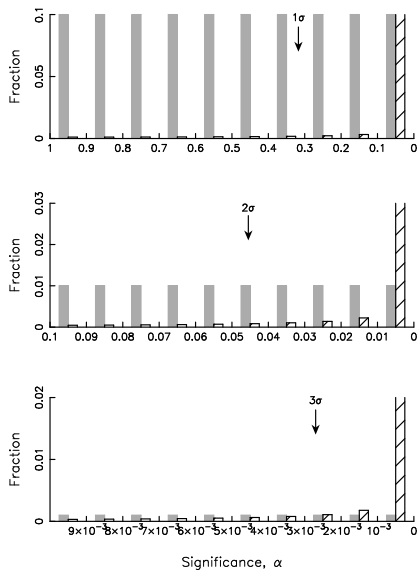 0.1
0.05
0
Fraction
1σ
1 0.9 0.8 0.7 0.6 0.5 0.4 0.3 0.2 0.1 0
0.03
0.02
0.01
0
Fraction
2σ
0.1 0.09 0.08 0.07 0.06 0.05 0.04 0.03 0.02 0.01 0
0.02
0.01
0
Fraction
3σ
9×10⁻³ 8×10⁻³ 7×10⁻³ 6×10⁻³ 5×10⁻³ 4×10⁻³ 3×10⁻³ 2×10⁻³ 10⁻³ 0
Significance, α